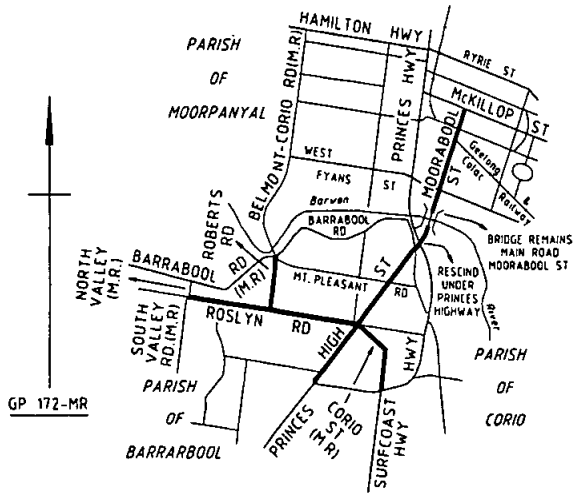 HAMILTON HWY
PARISH
OF
MOORPANYAL
BELMONT-CORIO RD(M.R)
PRINCES HWY
RYRIE ST
McKILLOP ST
MOORABOOL ST
Geelong & Colac Railway
WEST
FYANS ST
Barwon River
BARRABOOL RD
ROBERTS RD
BRIDGE REMAINS
MAIN ROAD
MOORABOOL ST
RESCIND
UNDER
PRINCES
HIGHWAY
NORTH
VALLEY
(M.R.)
BARRABOOL RD (M.R)
MT. PLEASANT RD
SOUTH
VALLEY
RD.(M.R)
ROSLYN RD
HIGH ST
HWY
PARISH
OF
CORIO
GP 172-MR
PARISH
OF
BARRARBOOL
PRINCES
CORIO
ST
(M R)
SURFCOAST
HWY